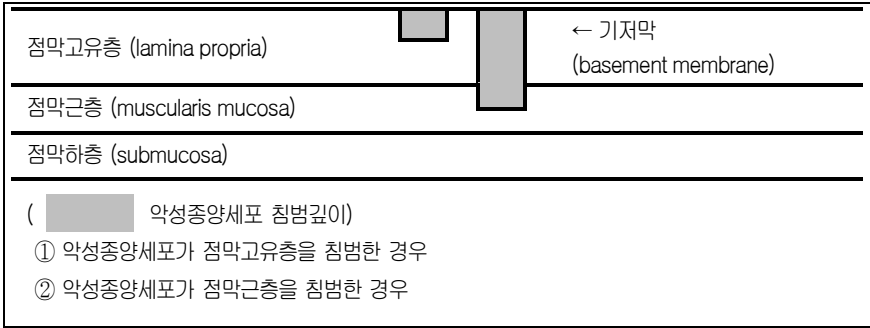 점막고유층 (lamina propria)
← 기저막
(basement membrane)
점막근층 (muscularis mucosa)
점막하층 (submucosa)
( 악성종양세포 침범깊이)
① 악성종양세포가 점막고유층을 침범한 경우
② 악성종양세포가 점막근층을 침범한 경우